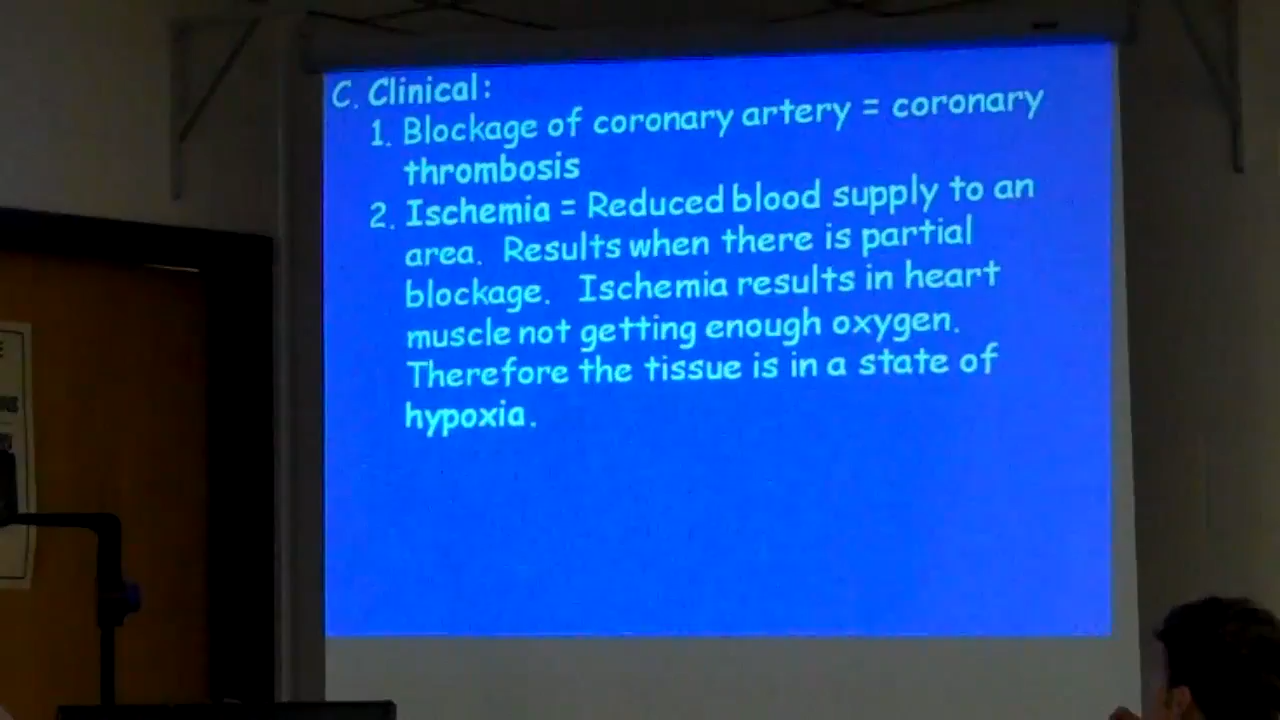 C. Clinical:
1. Blockage of coronary artery = coronary
thrombosis
2. Ischemia = Reduced blood supply to an
area. Results when there is partial
blockage. Ischemia results in heart
muscle not getting enough oxygen.
Therefore the tissue is in a state of
hypoxia.